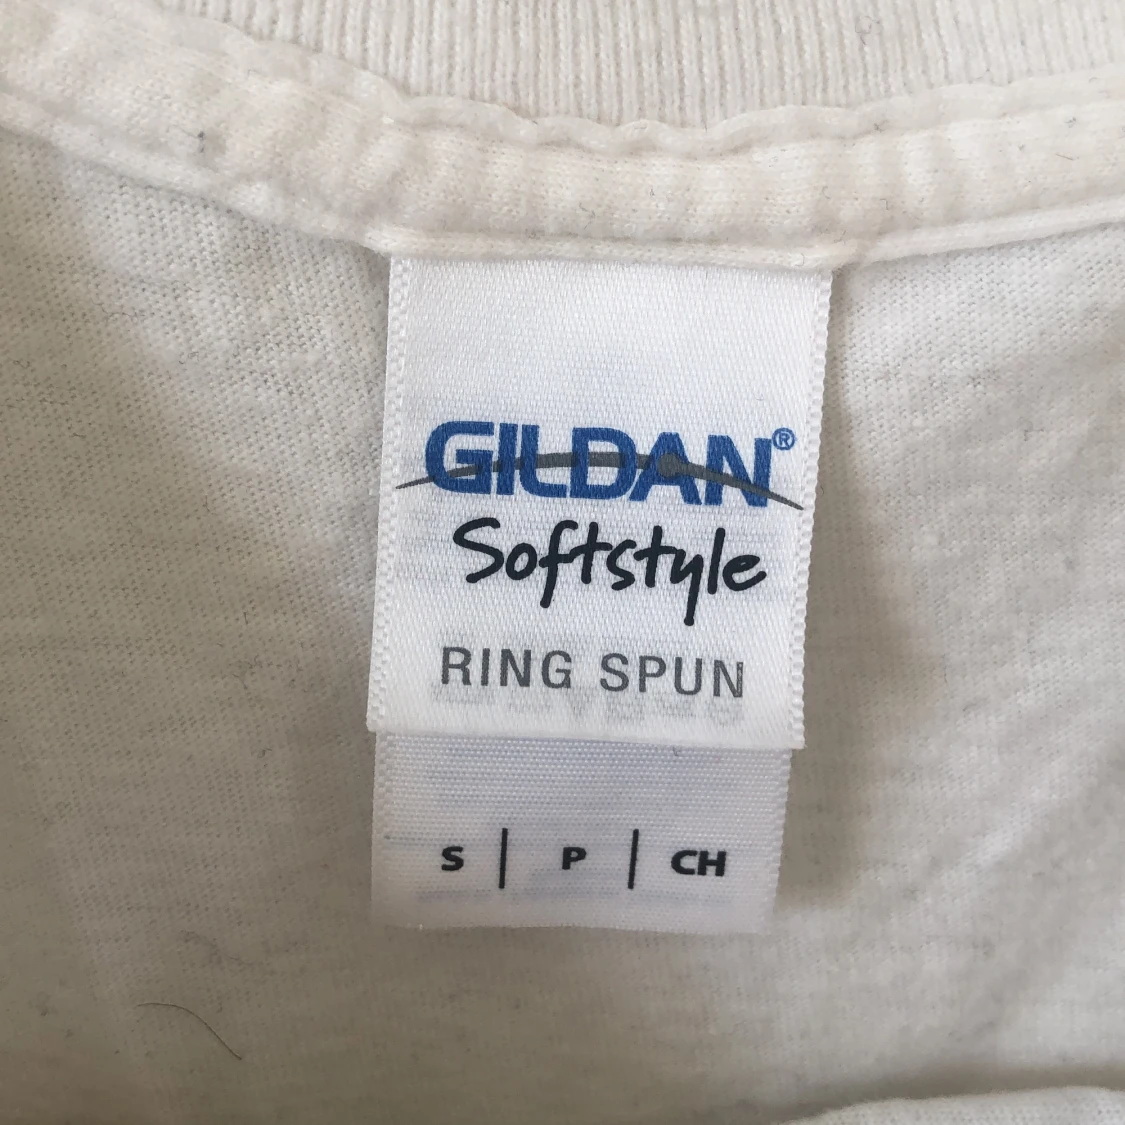 GILDAN®
Softstyle
RING SPUN
S | P | CH